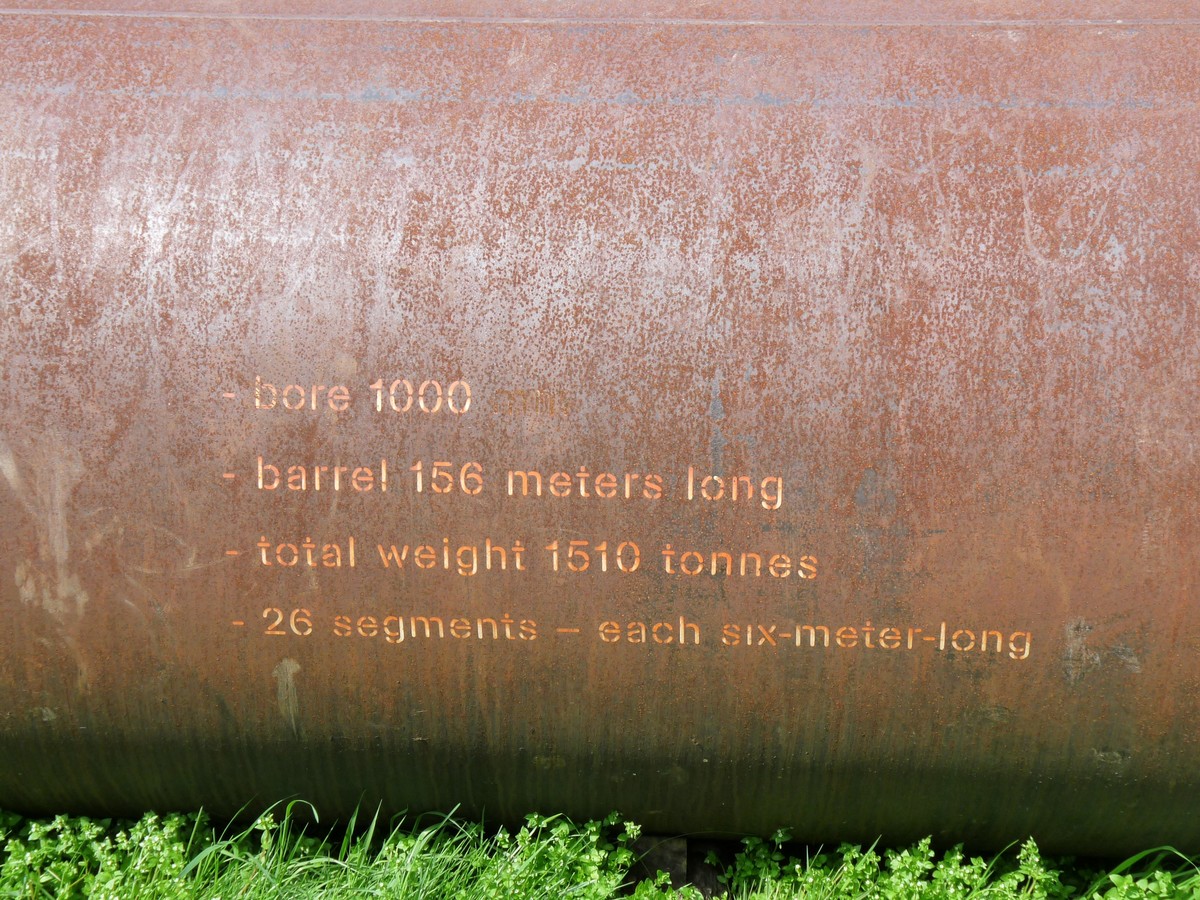 - bore 1000
- barrel 156 meters long
- total weight 1510 tonnes
- 26 segments – each six-meter-long